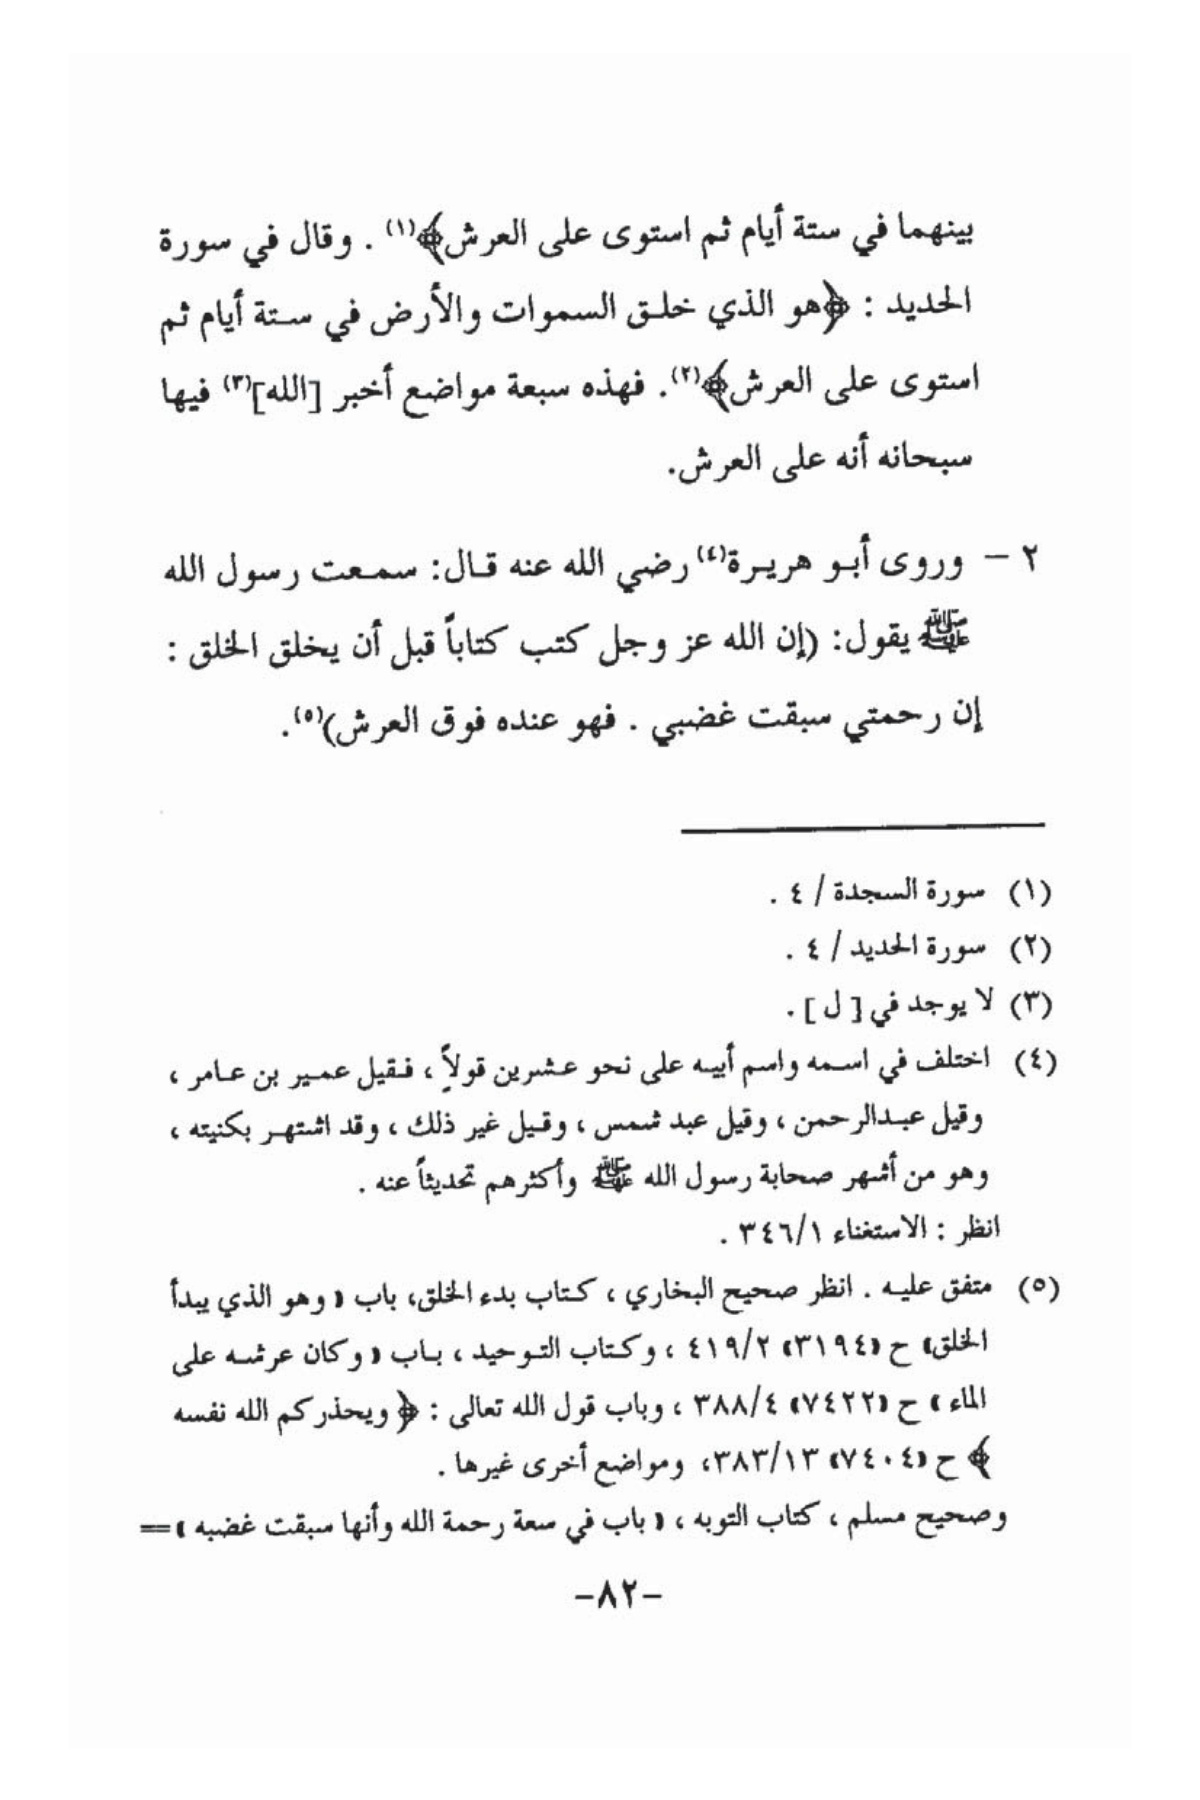 بينهما في ستة أيام ثم استوى على العرش﴾(١) . وقال في سورة
الحديد : ﴿هو الذي خلق السموات والأرض في ستة أيام ثم
استوى على العرش﴾(٢). فهذه سبعة مواضع أخبر [الله](٣) فيها
سبحانه أنه على العرش.
٢ – وروى أبو هريرة(٤) رضي الله عنه قال: سمعت رسول الله
ﷺ يقول: (إن الله عز وجل كتب كتاباً قبل أن يخلق الخلق :
إن رحمتي سبقت غضبي . فهو عنده فوق العرش)(٥).
(١) سورة السجدة / ٤ .
(٢) سورة الحديد / ٤ .
(٣) لا يوجد في [ ل ] .
(٤) اختلف في اسمه واسم أبيه على نحو عشرين قولاً ، فقيل عمير بن عامر ،
وقيل عبدالرحمن ، وقيل عبد شمس ، وقيل غير ذلك ، وقد اشتهر بكنيته ،
وهو من أشهر صحابة رسول الله ﷺ وأكثرهم تحديثاً عنه .
انظر : الاستغناء ٣٤٦/١ .
(٥) متفق عليه . انظر صحيح البخاري ، كتاب بدء الخلق، باب ( وهو الذي يبدأ
الخلق) ح (٣١٩٤) ٤١٩/٢ ، وكتاب التوحيد ، باب ( وكان عرشه على
الماء ) ح (٧٤٢٢) ٣٨٨/٤ ، وباب قول الله تعالى : ﴿ ويحذركم الله نفسه
﴾ ح (٧٤٠٤) ٣٨٣/١٣، ومواضع أخرى غيرها .
وصحيح مسلم ، كتاب التوبه ، ( باب في سعة رحمة الله وأنها سبقت غضبه )=
-٨٢-